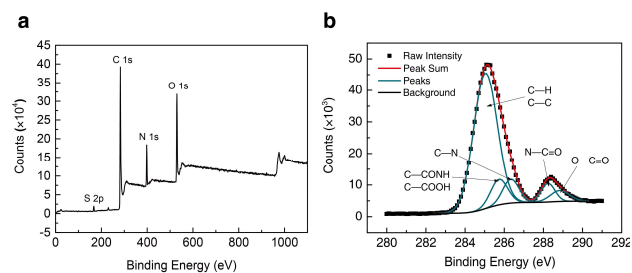 a
45
40
35
30
25
20
15
10
5
0
-5
Counts (×10⁴)
C 1s
O 1s
N 1s
S 2p
0 200 400 600 800 1000
Binding Energy (eV)
b
50
40
30
20
10
0
Counts (×10³)
Raw Intensity
Peak Sum
Peaks
Background
C—H
C—C
C—N
N—C=O
O C=O
C—CONH
C—COOH
280 282 284 286 288 290 292
Binding Energy (eV)